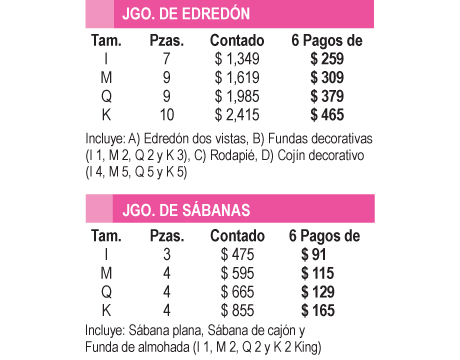 JGO. DE EDREDÓN
Tam. Pzas. Contado 6 Pagos de
I 7 $ 1,349 $ 259
M 9 $ 1,619 $ 309
Q 9 $ 1,985 $ 379
K 10 $ 2,415 $ 465
Incluye: A) Edredón dos vistas, B) Fundas decorativas
(I 1, M 2, Q 2 y K 3), C) Rodapié, D) Cojín decorativo
(I 4, M 5, Q 5 y K 5)
JGO. DE SÁBANAS
Tam. Pzas. Contado 6 Pagos de
I 3 $ 475 $ 91
M 4 $ 595 $ 115
Q 4 $ 665 $ 129
K 4 $ 855 $ 165
Incluye: Sábana plana, Sábana de cajón y
Funda de almohada (I 1, M 2, Q 2 y K 2 King)